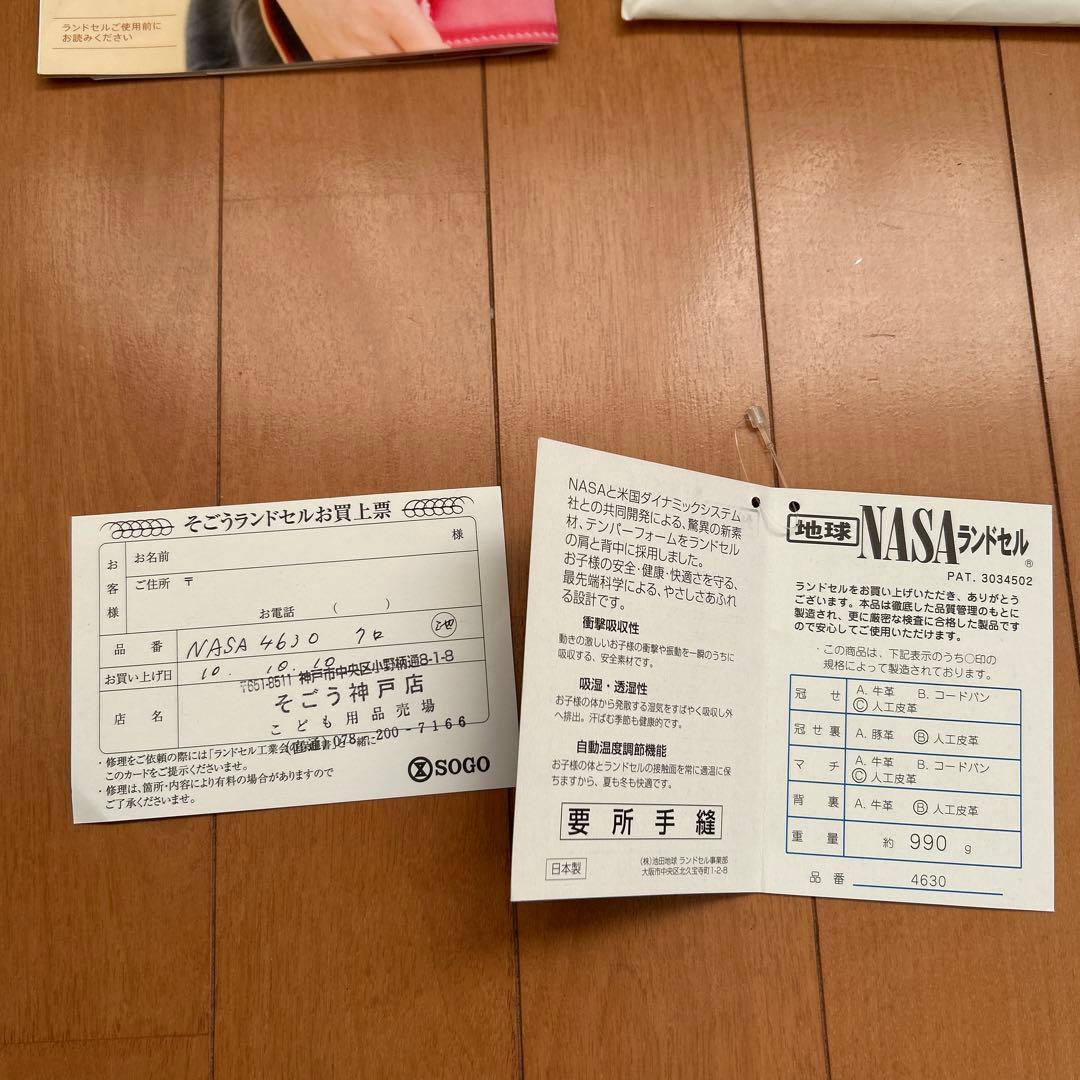 ランドセルご使用前に
お読みください
そごうランドセルお買上票
お客様
お名前
様
ご住所 〒
お電話 ( )
品番
NASA 4630 クロ
池
お買い上げ日
10. 10. 10
店名
〒651-8511 神戸市中央区小野柄通8-1-8
そごう神戸店
こども用品売場
(直通) 078-200-7166
・修理をご依頼の際には「ランドセル工業会の保証書」と一緒に
このカードをご提示くださいませ。
・修理は、箇所・内容により有料の場合がありますので
ご了承くださいませ。
SOGO
NASAと米国ダイナミックシステム
社との共同開発による、驚異の新素
材、テンパーフォームをランドセル
の肩と背中に採用しました。
お子様の安全・健康・快適さを守る、
最先端科学による、やさしさあふれ
る設計です。
衝撃吸収性
動きの激しいお子様の衝撃や振動を一瞬のうちに
吸収する、安全素材です。
吸湿・透湿性
お子様の体から発散する湿気をすばやく吸収し外
へ排出。汗ばむ季節も健康的です。
自動温度調節機能
お子様の体とランドセルの接触面を常に適温に保
ちますから、夏も冬も快適です。
要所手縫
日本製
(株)池田地球 ランドセル事業部
大阪市中央区北久宝寺町1-2-8
地球 NASAランドセル®
PAT. 3034502
ランドセルをお買い上げいただき、ありがとう
ございます。本品は徹底した品質管理のもとに
製造され、更に厳密な検査に合格した製品です
ので安心してご使用いただけます。
・この商品は、下記表示のうち○印の
規格によって製造されております。
冠せ A. 牛革 B. コードバン
Ⓒ 人工皮革
冠せ裏 A. 豚革 Ⓑ 人工皮革
マチ A. 牛革 B. コードバン
Ⓒ 人工皮革
背裏 A. 牛革 Ⓑ 人工皮革
重量 約 990 g
品番 4630